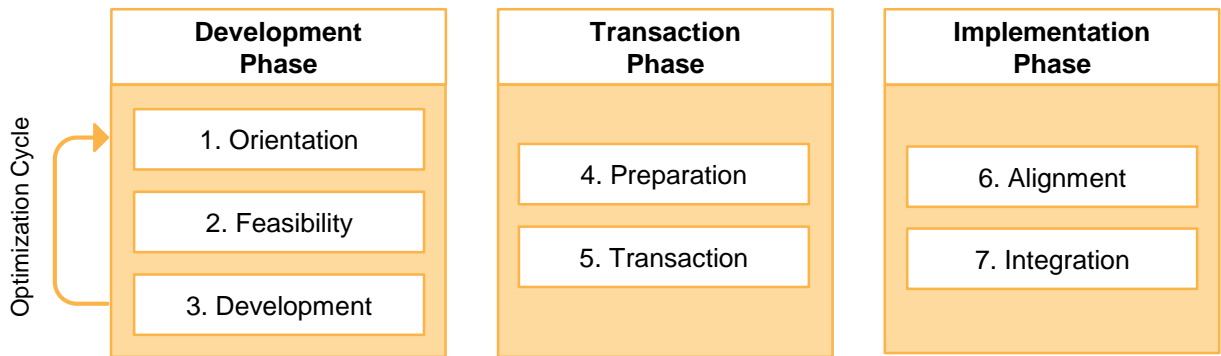 Development
Phase
Transaction
Phase
Implementation
Phase
Optimization Cycle
1. Orientation
2. Feasibility
3. Development
4. Preparation
5. Transaction
6. Alignment
7. Integration